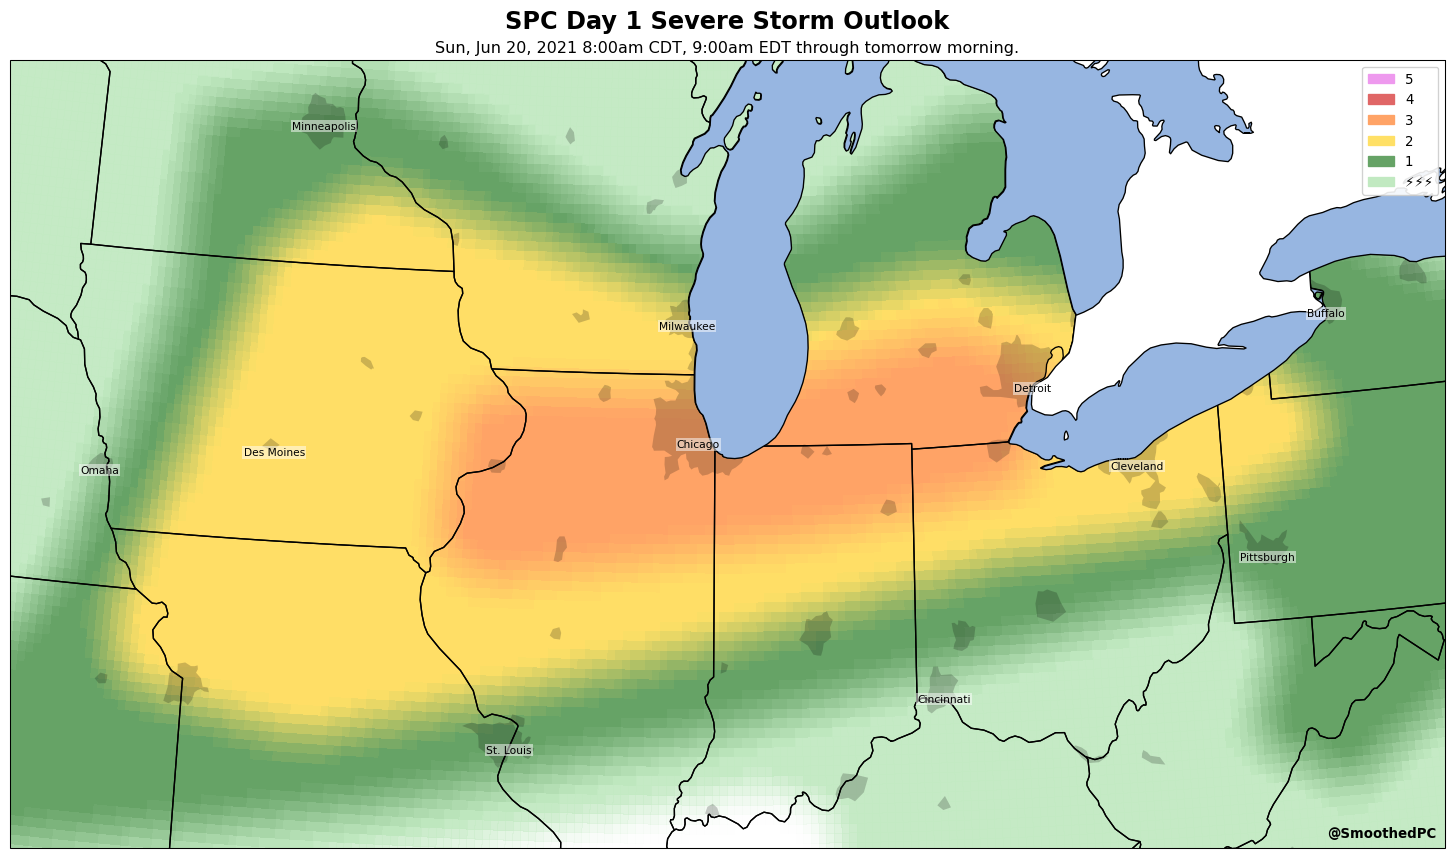 SPC Day 1 Severe Storm Outlook
Sun, Jun 20, 2021 8:00am CDT, 9:00am EDT through tomorrow morning.
5
4
3
2
1
⚡⚡⚡
Minneapolis
Buffalo
Milwaukee
Detroit
Chicago
Des Moines
Omaha
Cleveland
Pittsburgh
Cincinnati
St. Louis
@SmoothedPC